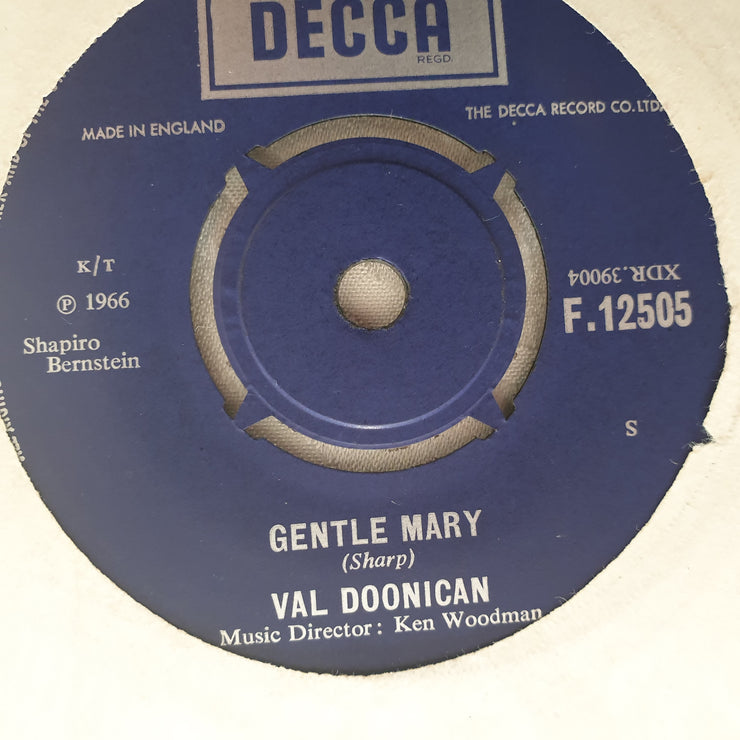 DECCA
REGD.
MADE IN ENGLAND
THE DECCA RECORD CO. LTD.
K/T
℗ 1966
Shapiro
Bernstein
XDR.39004
F.12505
S
GENTLE MARY
(Sharp)
VAL DOONICAN
Music Director: Ken Woodman